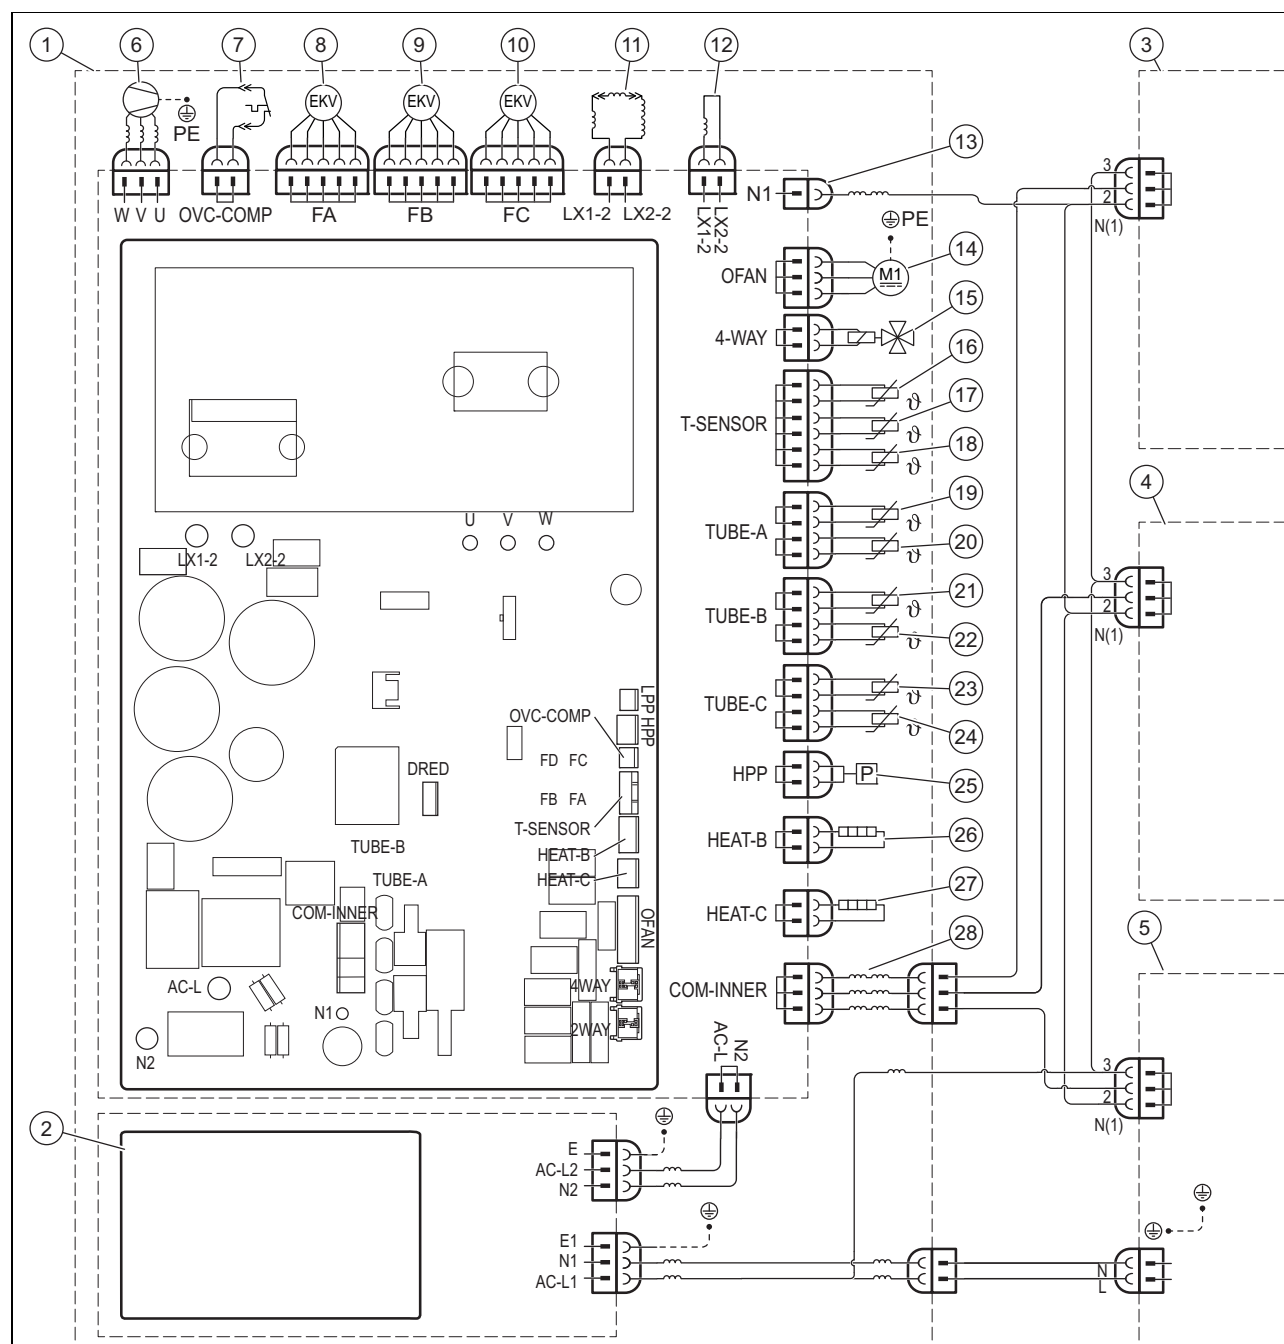 1 6 7 8 9 10 11 12 3
EKV EKV EKV
PE
W V U OVC-COMP FA FB FC LX1-2 LX2-2
LX1-2 LX2-2
N1 13
3
2
N(1)
PE
OFAN M1 14
4-WAY 15
16
T-SENSOR ϑ 17
ϑ 18
ϑ
4
TUBE-A 19
ϑ 20
ϑ
U V W
LX1-2 LX2-2
3
2
N(1)
TUBE-B 21
ϑ 22
ϑ
TUBE-C 23
ϑ 24
ϑ
LPP HPP
OVC-COMP
FD FC
DRED
FB FA
T-SENSOR
HPP P 25
TUBE-B
HEAT-B
HEAT-B 26
TUBE-A
HEAT-C
HEAT-C 27
COM-INNER
OFAN
28 5
AC-L
4WAY
COM-INNER
N1
2WAY
N2
AC-L N2
3
2
N(1)
2
E
AC-L2
N2
E1
N1
AC-L1
N
L